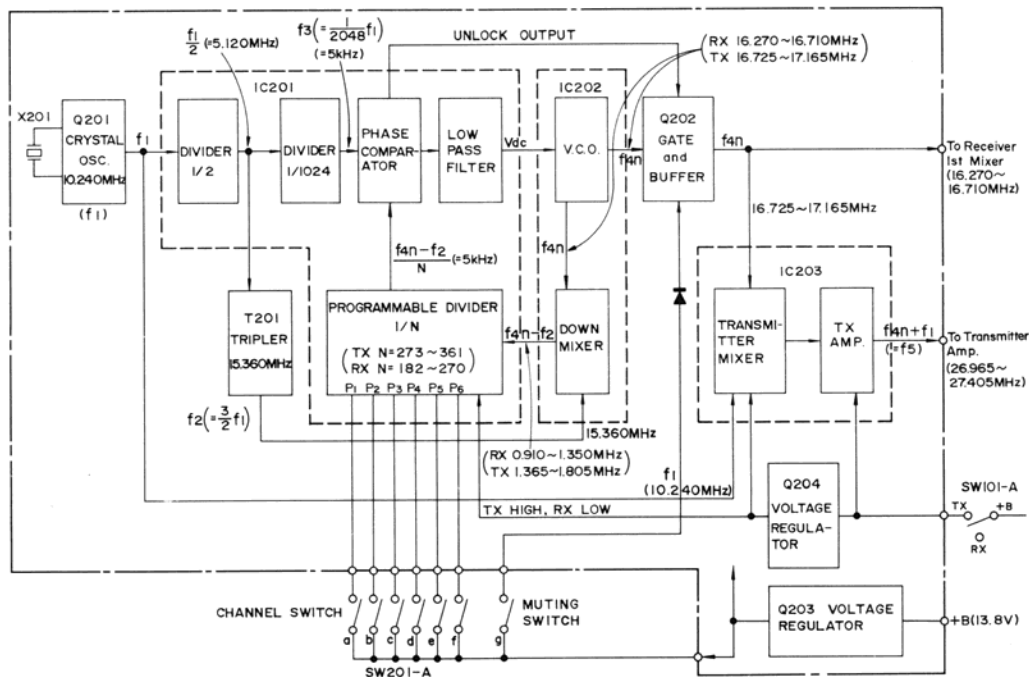 f1/2 (=5.120MHz)
f3(=1/2048 f1)
(=5kHz)
UNLOCK OUTPUT
(RX 16.270~16.710MHz
TX 16.725~17.165MHz)
IC201
IC202
X201
Q201
CRYSTAL
OSC.
10.240MHz
(f1)
f1
DIVIDER
1/2
DIVIDER
1/1024
PHASE
COMPAR-
ATOR
LOW
PASS
FILTER
Vdc
V.C.O.
f4n
Q202
GATE
and
BUFFER
f4n
To Receiver
1st Mixer
(16.270~
16.710MHz)
16.725~17.165MHz
f4n
f4n-f2/N (=5kHz)
IC203
T201
TRIPLER
15.360MHz
PROGRAMMABLE DIVIDER
1/N
(TX N=273~361
RX N=182~270)
P1 P2 P3 P4 P5 P6
f4n-f2
DOWN
MIXER
TRANSMI-
TTER
MIXER
TX
AMP.
f4n+f1
(=f5)
To Transmitter
Amp.
(26.965~
27.405MHz)
f2(=3/2 f1)
15.360MHz
(RX 0.910~1.350MHz
TX 1.365~1.805MHz)
f1
(10.240MHz)
TX HIGH, RX LOW
Q204
VOLTAGE
REGULA-
TOR
SW101-A
TX
+B
RX
CHANNEL SWITCH
a b c d e f
g
MUTING
SWITCH
SW201-A
Q203 VOLTAGE
REGULATOR
+B(13.8V)